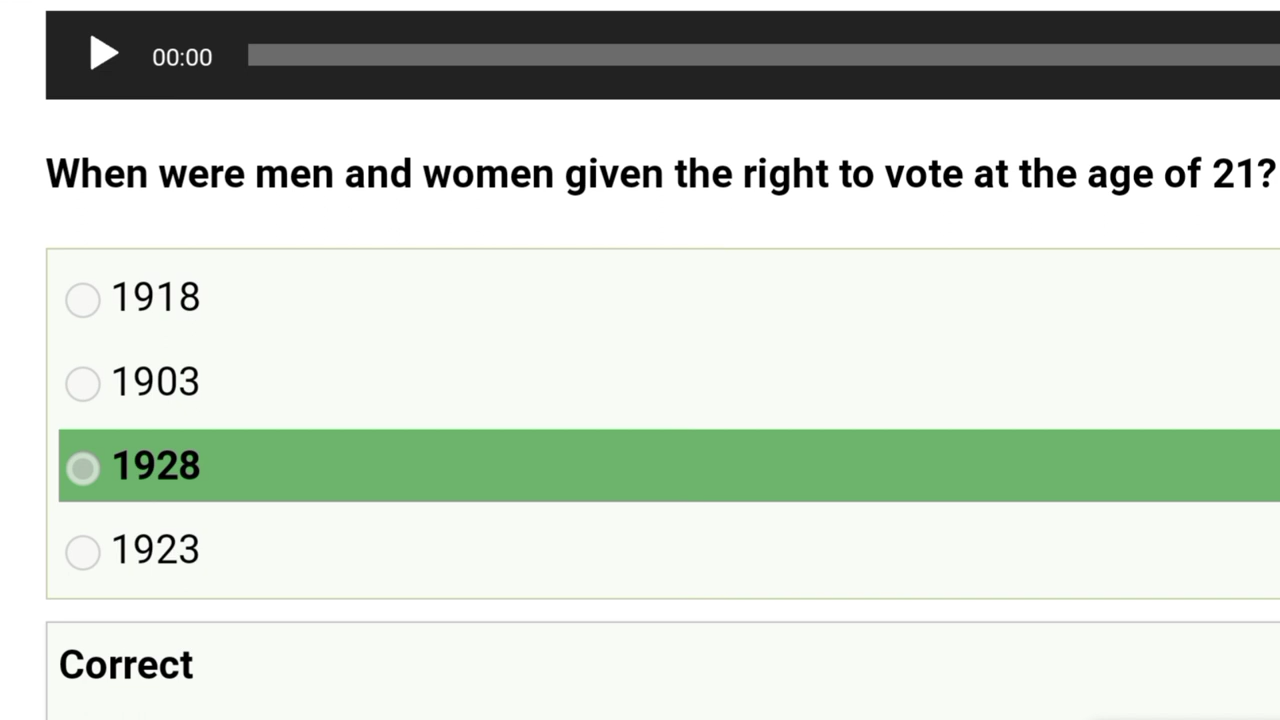 00:00
When were men and women given the right to vote at the age of 21?
1918
1903
1928
1923
Correct